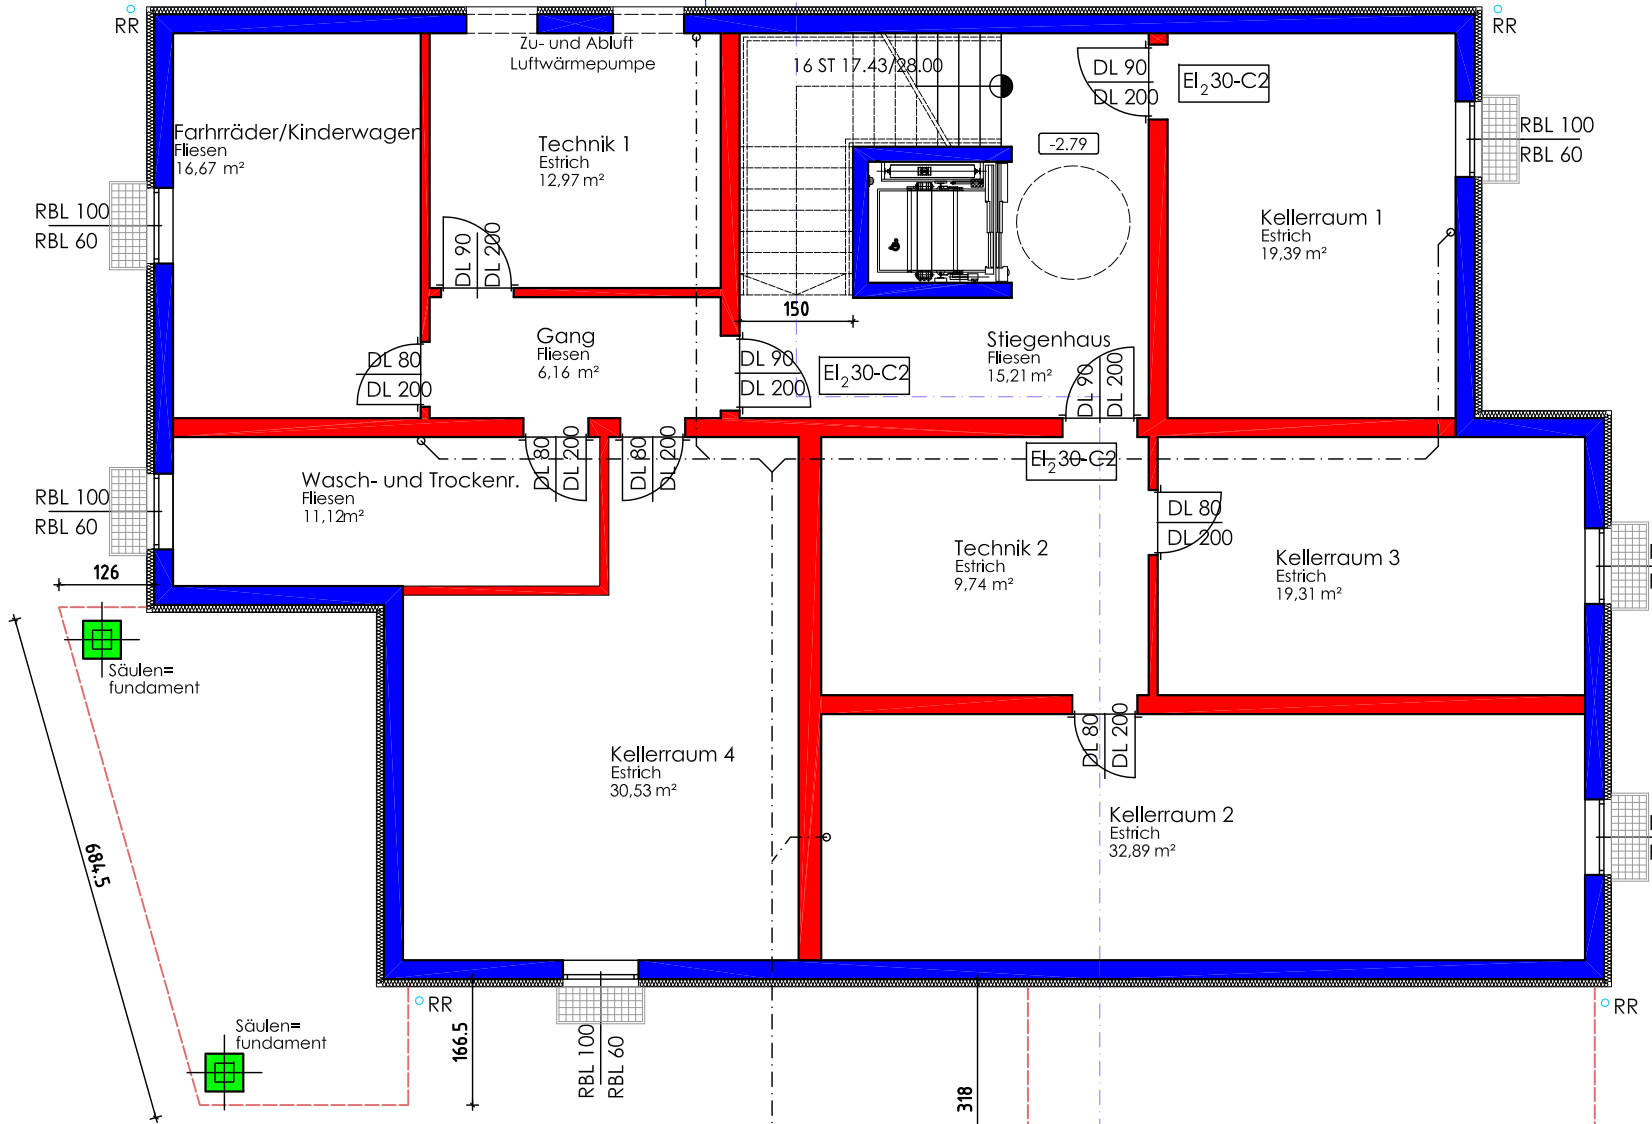 RR
RR
Zu- und Abluft
Luftwärmepumpe
16 ST 17.43/28.00
DL 90
DL 200
EI₂30-C2
Farhrräder/Kinderwagen
Fliesen
16,67 m²
Technik 1
Estrich
12,97 m²
-2.79
RBL 100
RBL 60
RBL 100
RBL 60
Kellerraum 1
Estrich
19,39 m²
DL 90
DL 200
150
Gang
Fliesen
6,16 m²
Stiegenhaus
Fliesen
15,21 m²
DL 80
DL 200
DL 90
DL 200
EI₂30-C2
DL 90
DL 200
EI₂30-C2
DL 80
DL 200
DL 80
DL 200
Wasch- und Trockenr.
Fliesen
11,12m²
RBL 100
RBL 60
DL 80
DL 200
Technik 2
Estrich
9,74 m²
Kellerraum 3
Estrich
19,31 m²
126
Säulen=
fundament
DL 80
DL 200
Kellerraum 4
Estrich
30,53 m²
Kellerraum 2
Estrich
32,89 m²
684.5
RR
RR
Säulen=
fundament
166.5
RBL 100
RBL 60
318